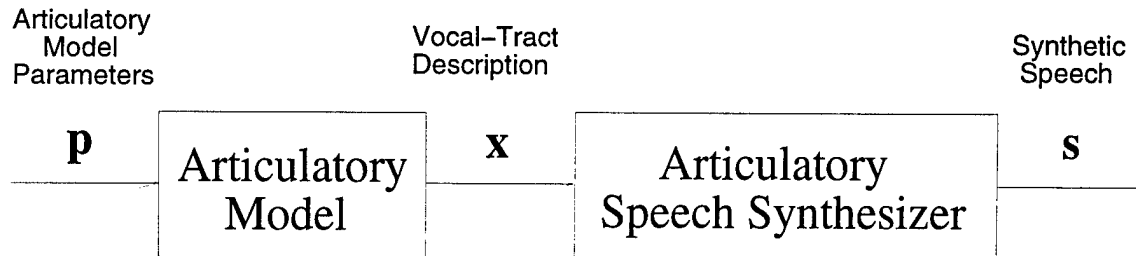 Articulatory
Model
Parameters
Vocal–Tract
Description
Synthetic
Speech
p
x
s
Articulatory
Model
Articulatory
Speech Synthesizer